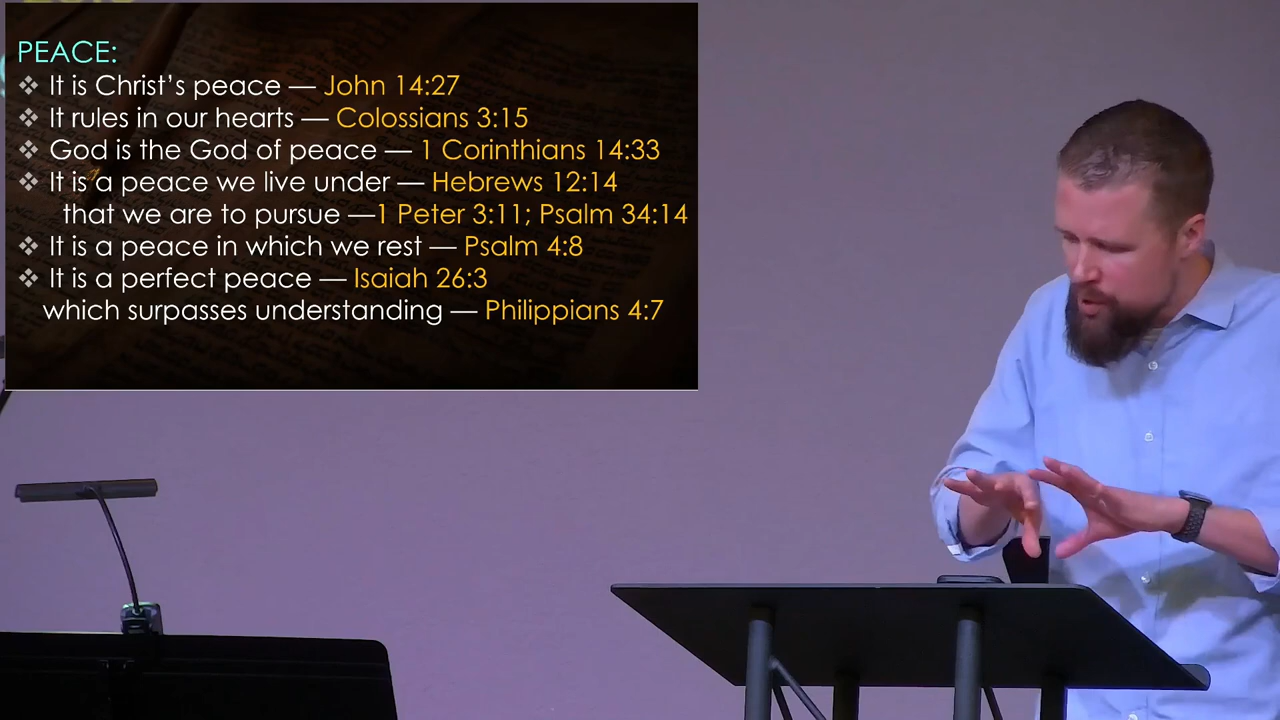 PEACE:
❖ It is Christ's peace — John 14:27
❖ It rules in our hearts — Colossians 3:15
❖ God is the God of peace — 1 Corinthians 14:33
❖ It is a peace we live under — Hebrews 12:14
that we are to pursue —1 Peter 3:11; Psalm 34:14
❖ It is a peace in which we rest — Psalm 4:8
❖ It is a perfect peace — Isaiah 26:3
which surpasses understanding — Philippians 4:7